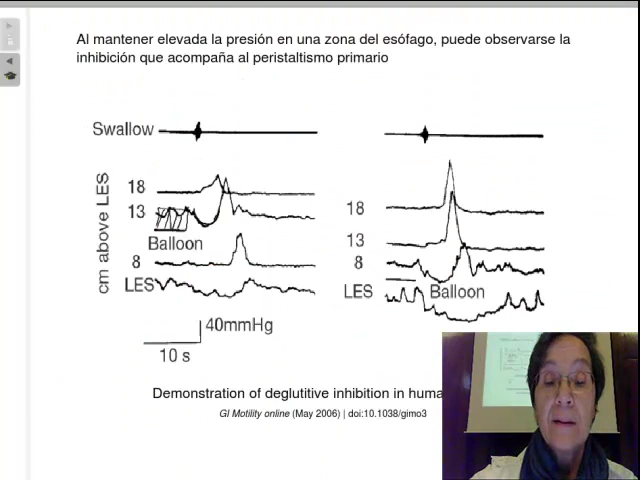 Al mantener elevada la presión en una zona del esófago, puede observarse la
inhibición que acompaña al peristaltismo primario
Swallow
cm above LES
18
13
Balloon
8
LES
40mmHg
10 s
18
13
8
LES
Balloon
Demonstration of deglutitive inhibition in huma
GI Motility online (May 2006) | doi:10.1038/gimo3